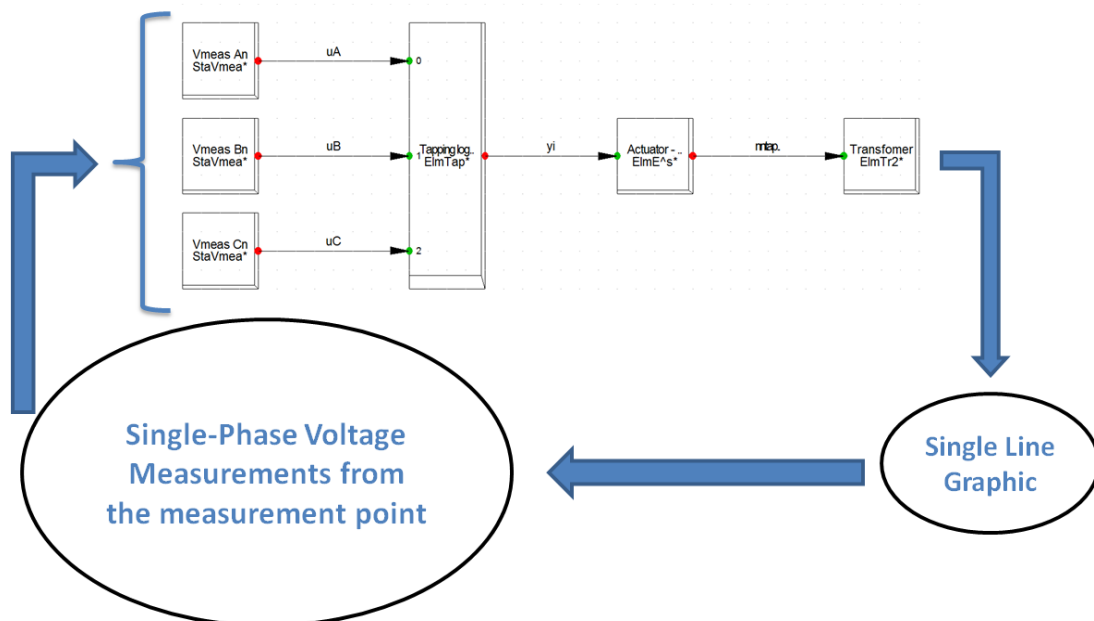 Vmeas An
StaVmea*
uA
0
Vmeas Bn
StaVmea*
uB
1
Tapping log..
ElmTap*
yi
Actuator - ..
ElmE^s*
Transfomer
ElmTr2*
Vmeas Cn
StaVmea*
uC
2
Single-Phase Voltage
Measurements from
the measurement point
Single Line
Graphic